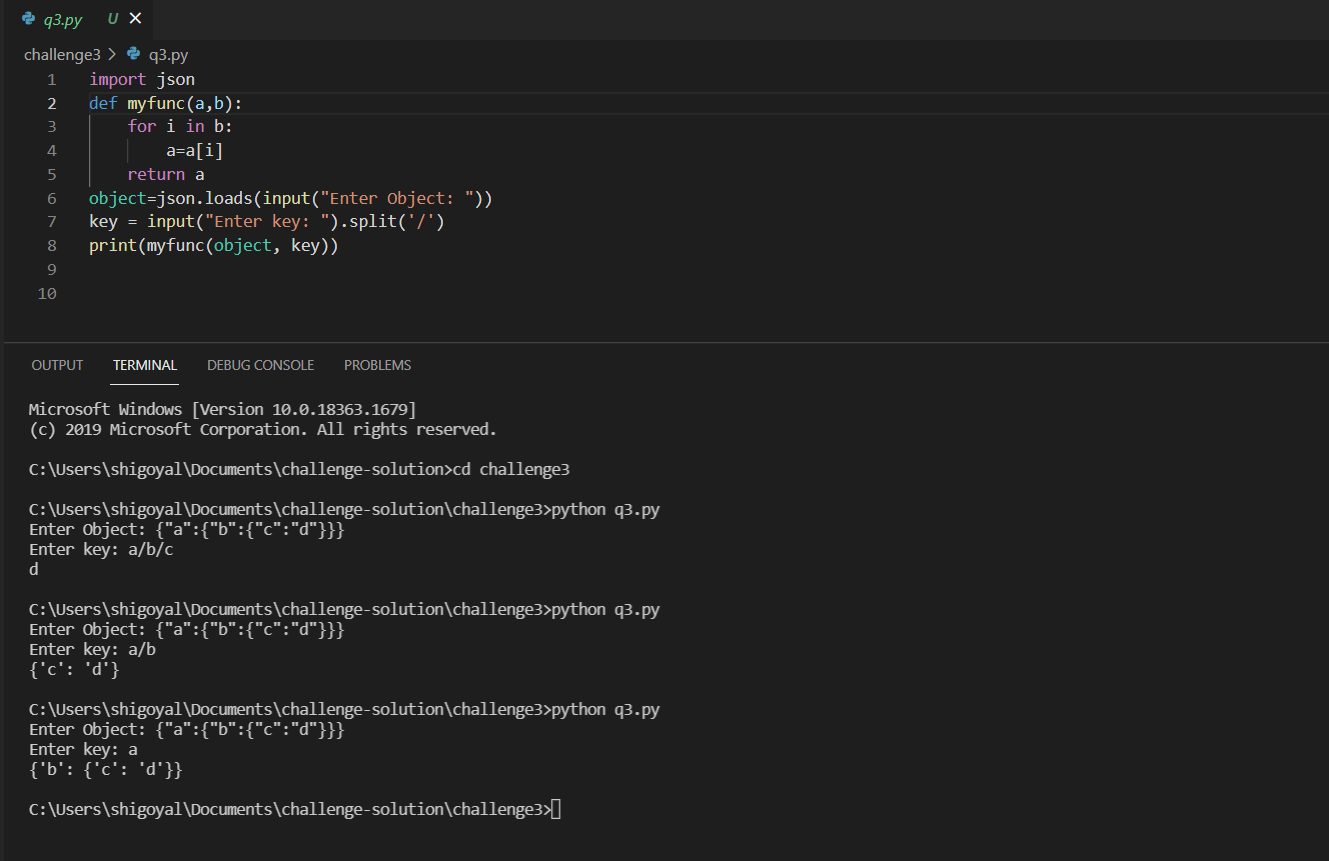 q3.py U
challenge3 > q3.py
1 import json
2 def myfunc(a,b):
3     for i in b:
4         a=a[i]
5     return a
6 object=json.loads(input("Enter Object: "))
7 key = input("Enter key: ").split('/')
8 print(myfunc(object, key))
9
10
OUTPUT TERMINAL DEBUG CONSOLE PROBLEMS
Microsoft Windows [Version 10.0.18363.1679]
(c) 2019 Microsoft Corporation. All rights reserved.
C:\Users\shigoyal\Documents\challenge-solution>cd challenge3
C:\Users\shigoyal\Documents\challenge-solution\challenge3>python q3.py
Enter Object: {"a":{"b":{"c":"d"}}}
Enter key: a/b/c
d
C:\Users\shigoyal\Documents\challenge-solution\challenge3>python q3.py
Enter Object: {"a":{"b":{"c":"d"}}}
Enter key: a/b
{'c': 'd'}
C:\Users\shigoyal\Documents\challenge-solution\challenge3>python q3.py
Enter Object: {"a":{"b":{"c":"d"}}}
Enter key: a
{'b': {'c': 'd'}}
C:\Users\shigoyal\Documents\challenge-solution\challenge3>